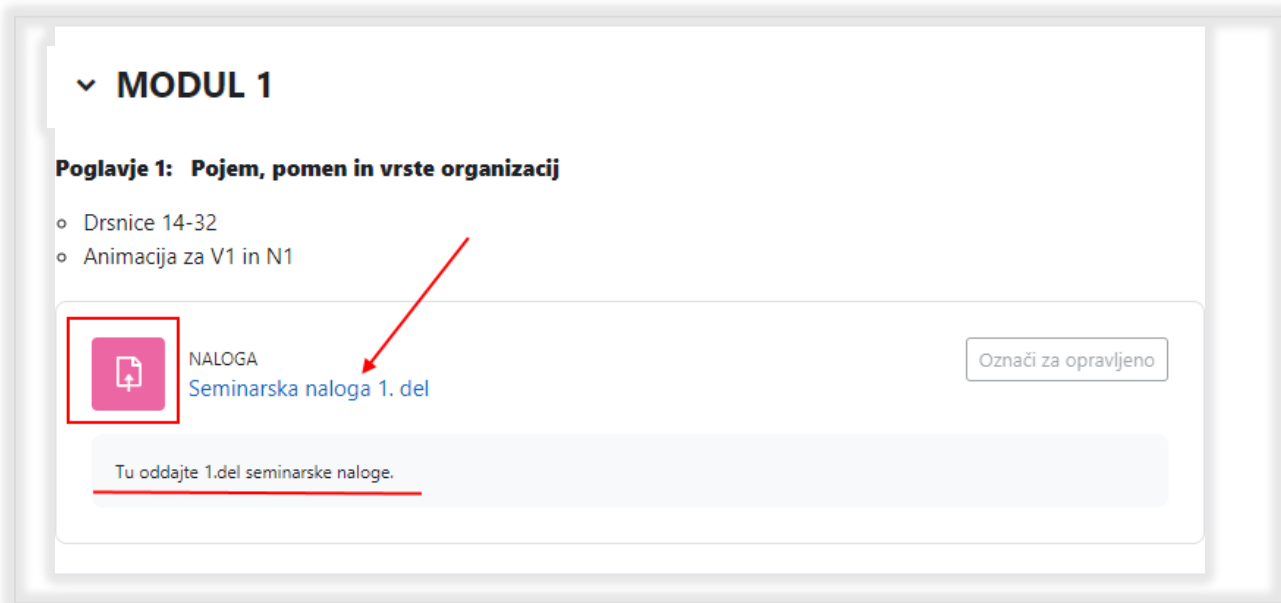 MODUL 1
Poglavje 1: Pojem, pomen in vrste organizacij
Drsnice 14-32
Animacija za V1 in N1
NALOGA
Seminarska naloga 1. del
Označi za opravljeno
Tu oddajte 1.del seminarske naloge.